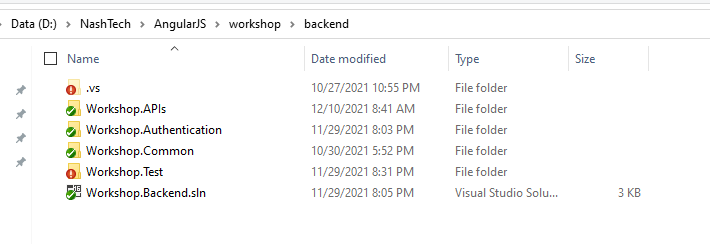 Data (D:) > NashTech > AngularJS > workshop > backend
Name Date modified Type Size
.vs 10/27/2021 10:55 PM File folder
Workshop.APIs 12/10/2021 8:41 AM File folder
Workshop.Authentication 11/29/2021 8:03 PM File folder
Workshop.Common 10/30/2021 5:52 PM File folder
Workshop.Test 11/29/2021 8:31 PM File folder
Workshop.Backend.sln 11/29/2021 8:05 PM Visual Studio Solu... 3 KB